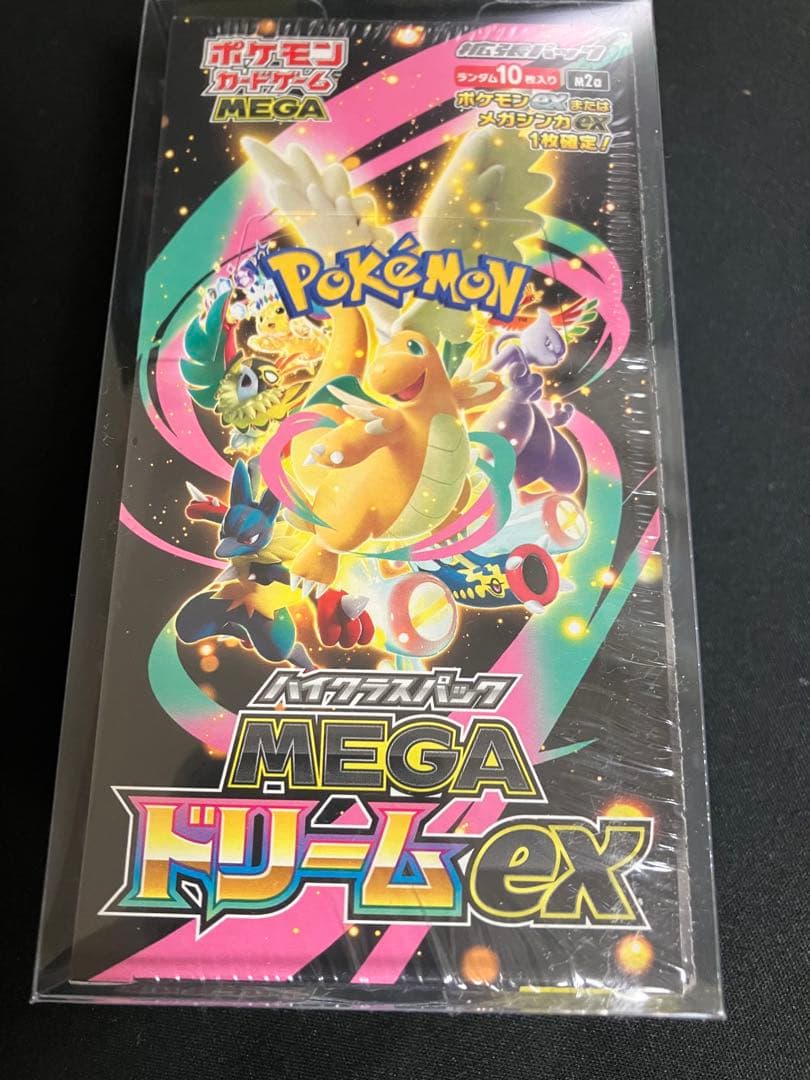 ポケモン
カードゲーム
MEGA
拡張パック
ランダム10枚入り
M2a
ポケモンexまたは
メガシンカex
1枚確定!
POKéMON
ハイクラスパック
MEGA
ドリームex